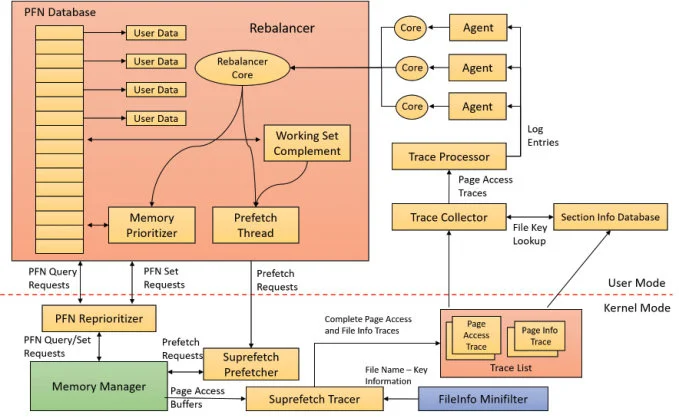 PFN Database
Rebalancer
User Data
User Data
User Data
User Data
Rebalancer
Core
Working Set
Complement
Memory
Prioritizer
Prefetch
Thread
Core
Agent
Core
Agent
Core
Agent
Log
Entries
Trace Processor
Page Access
Traces
Trace Collector
File Key
Lookup
Section Info Database
PFN Query
Requests
PFN Set
Requests
Prefetch
Requests
User Mode
Kernel Mode
PFN Reprioritizer
PFN Query/Set
Requests
Prefetch
Requests
Suprefetch
Prefetcher
Complete Page Access
and File Info Traces
Page
Access
Trace
Page Info
Trace
Trace List
Memory Manager
Page Access
Buffers
Suprefetch Tracer
File Name – Key
Information
FileInfo Minifilter